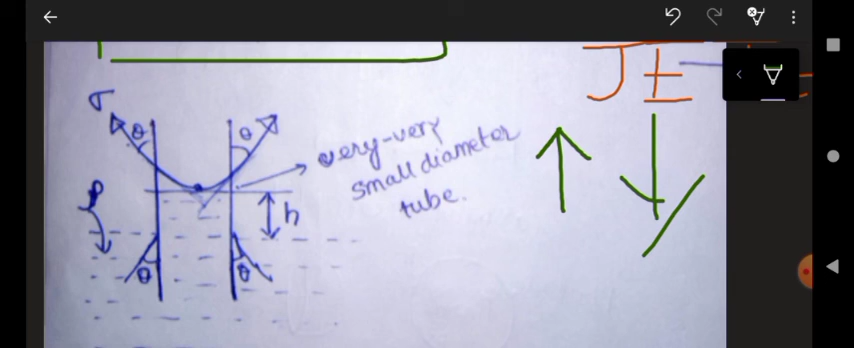 σ
θ
θ
very-very
small diameter
tube.
ρ
h
θ
θ